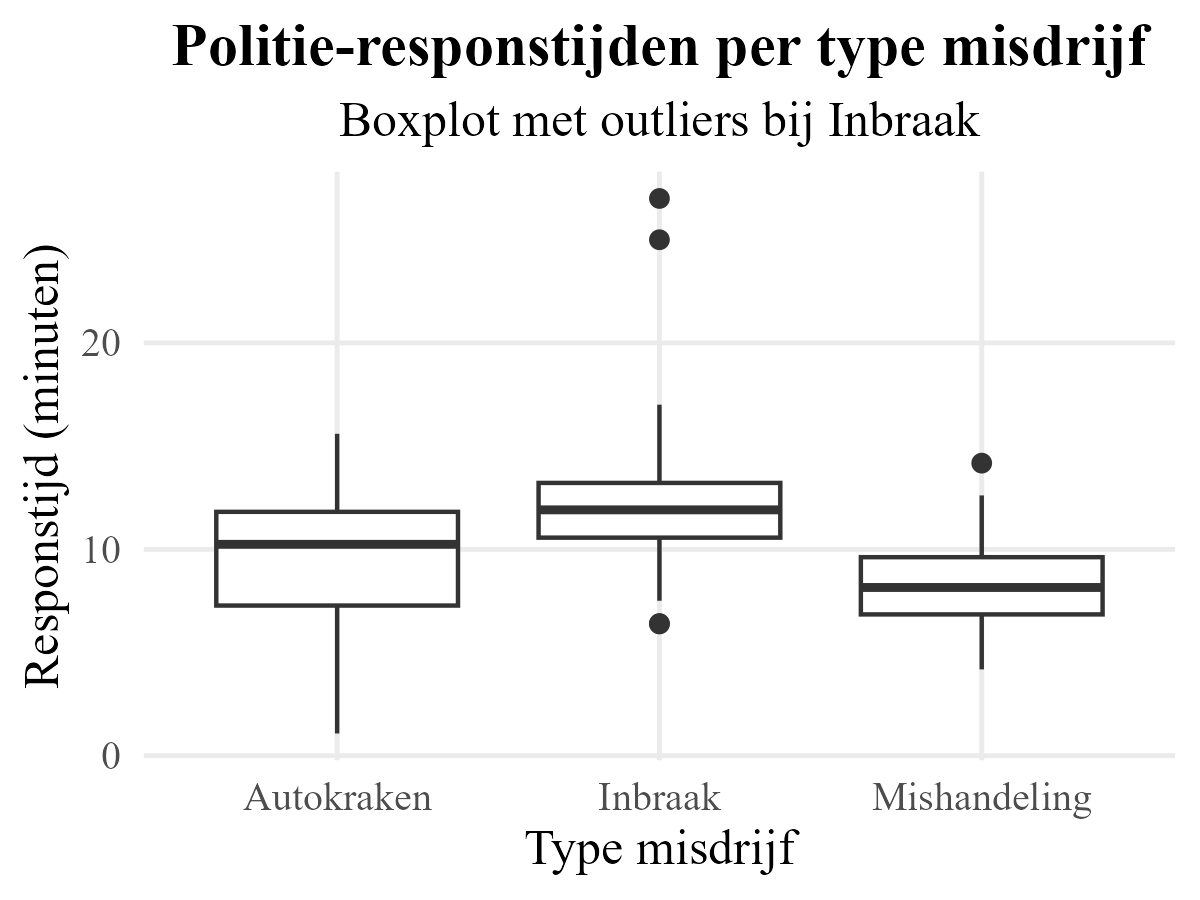 Politie-responstijden per type misdrijf
Boxplot met outliers bij Inbraak
Responstijd (minuten)
20
10
0
Autokraken
Inbraak
Mishandeling
Type misdrijf